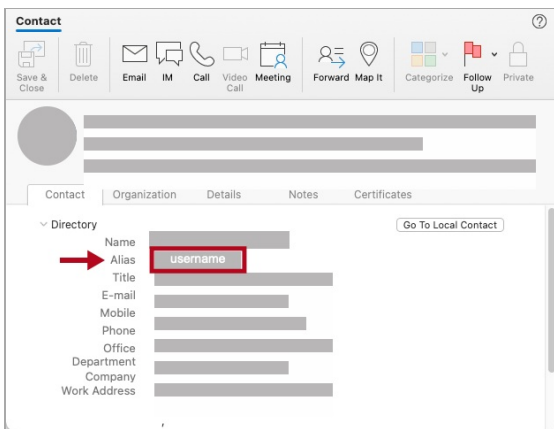 Contact
?
Save & Close
Delete
Email
IM
Call
Video Call
Meeting
Forward
Map It
Categorize
Follow Up
Private
Contact
Organization
Details
Notes
Certificates
Directory
Go To Local Contact
Name
Alias
username
Title
E-mail
Mobile
Phone
Office
Department
Company
Work Address
,